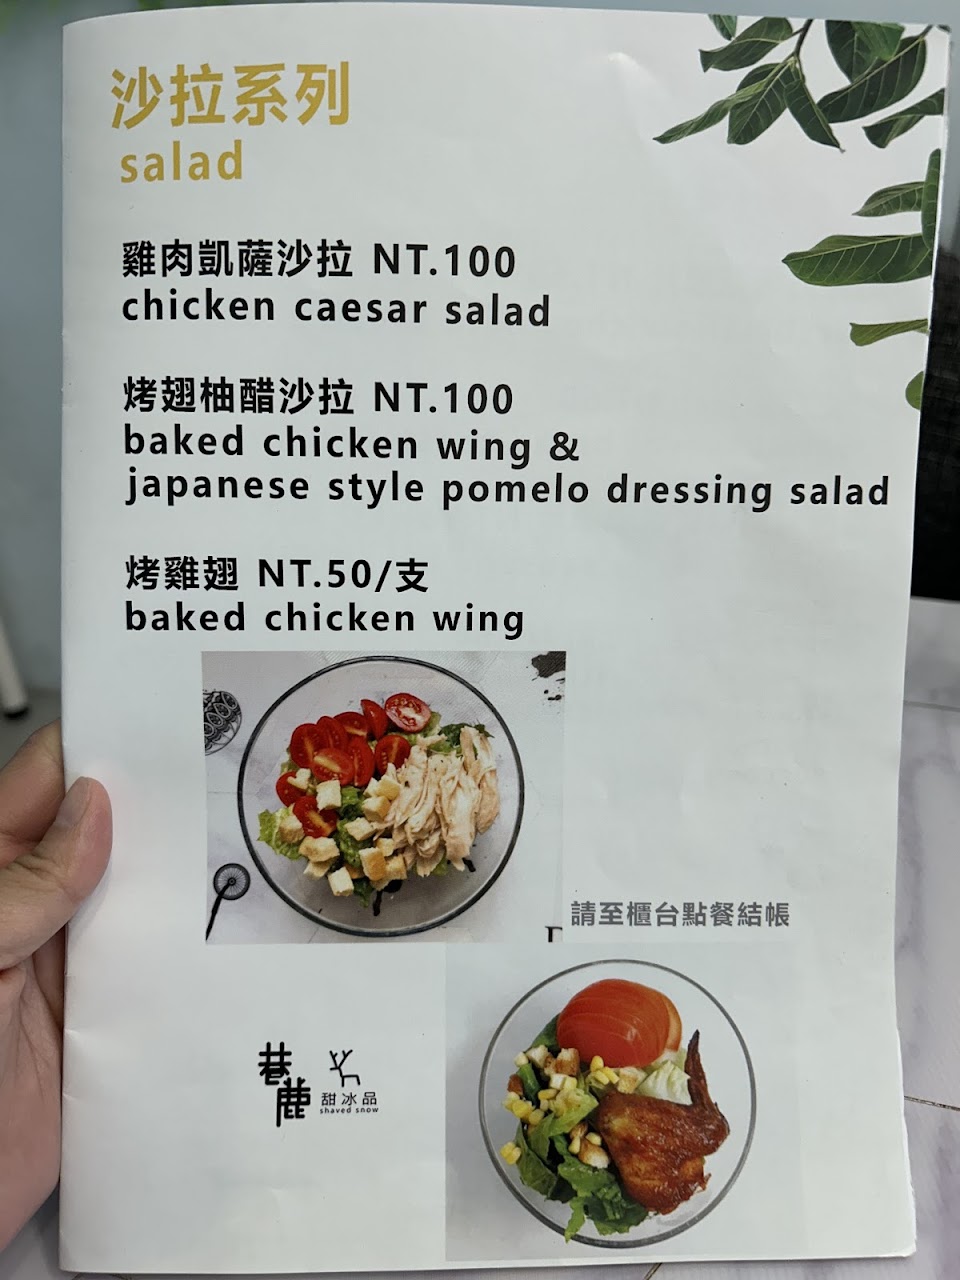 沙拉系列
salad
雞肉凱薩沙拉 NT.100
chicken caesar salad
烤翅柚醋沙拉 NT.100
baked chicken wing &
japanese style pomelo dressing salad
烤雞翅 NT.50/支
baked chicken wing
請至櫃台點餐結帳
巷鹿
甜冰品
shaved snow